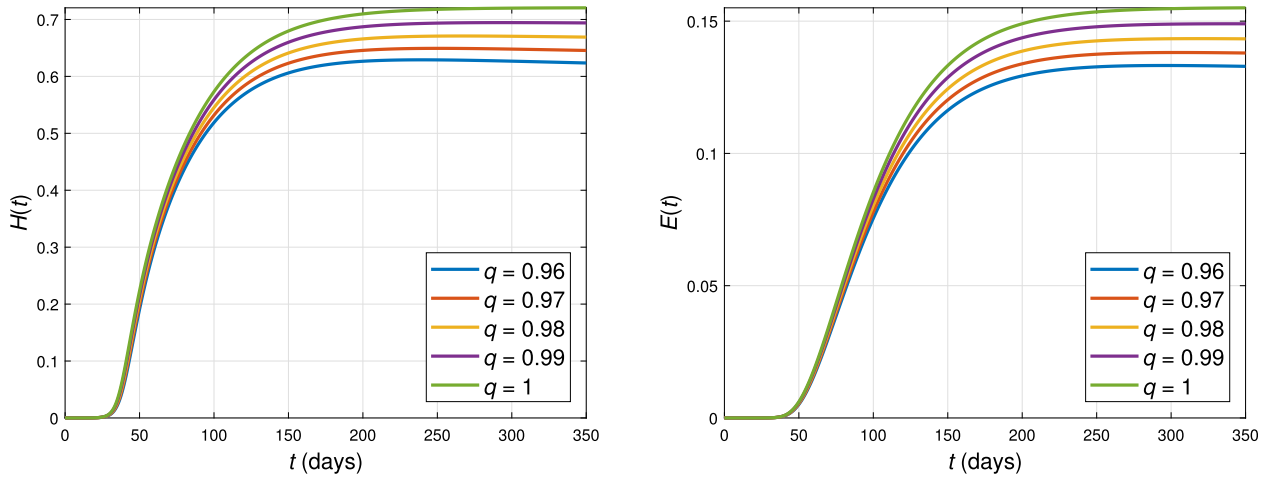 0.7
0.6
0.5
0.4
0.3
0.2
0.1
0
H(t)
0 50 100 150 200 250 300 350
t (days)
q = 0.96
q = 0.97
q = 0.98
q = 0.99
q = 1
0.15
0.1
0.05
0
E(t)
0 50 100 150 200 250 300 350
t (days)
q = 0.96
q = 0.97
q = 0.98
q = 0.99
q = 1